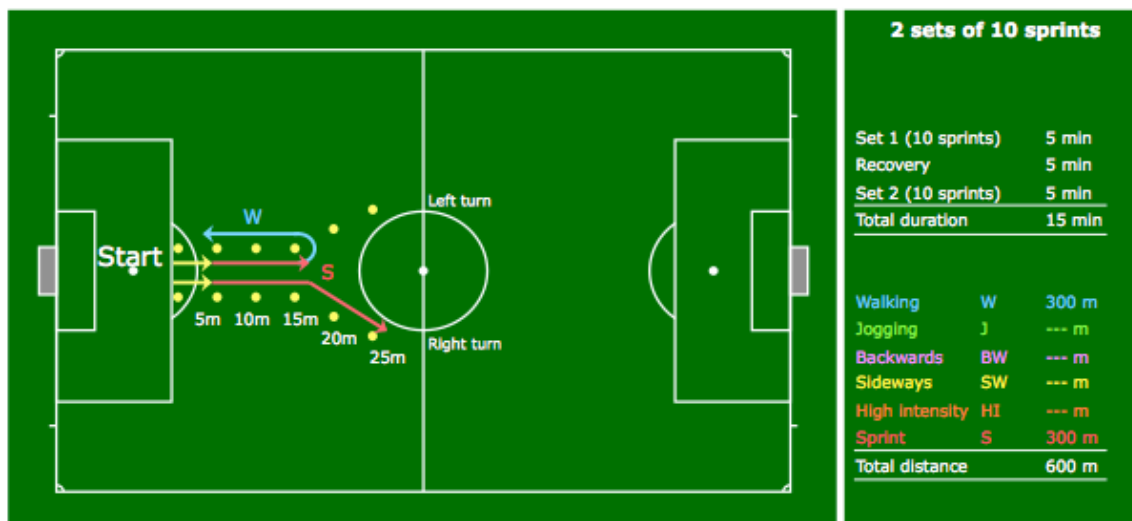 2 sets of 10 sprints
Set 1 (10 sprints) 5 min
Recovery 5 min
Set 2 (10 sprints) 5 min
Total duration 15 min
Walking W 300 m
Jogging J --- m
Backwards BW --- m
Sideways SW --- m
High intensity HI --- m
Sprint S 300 m
Total distance 600 m
Left turn
W
Start
S
5m 10m 15m
20m
25m
Right turn